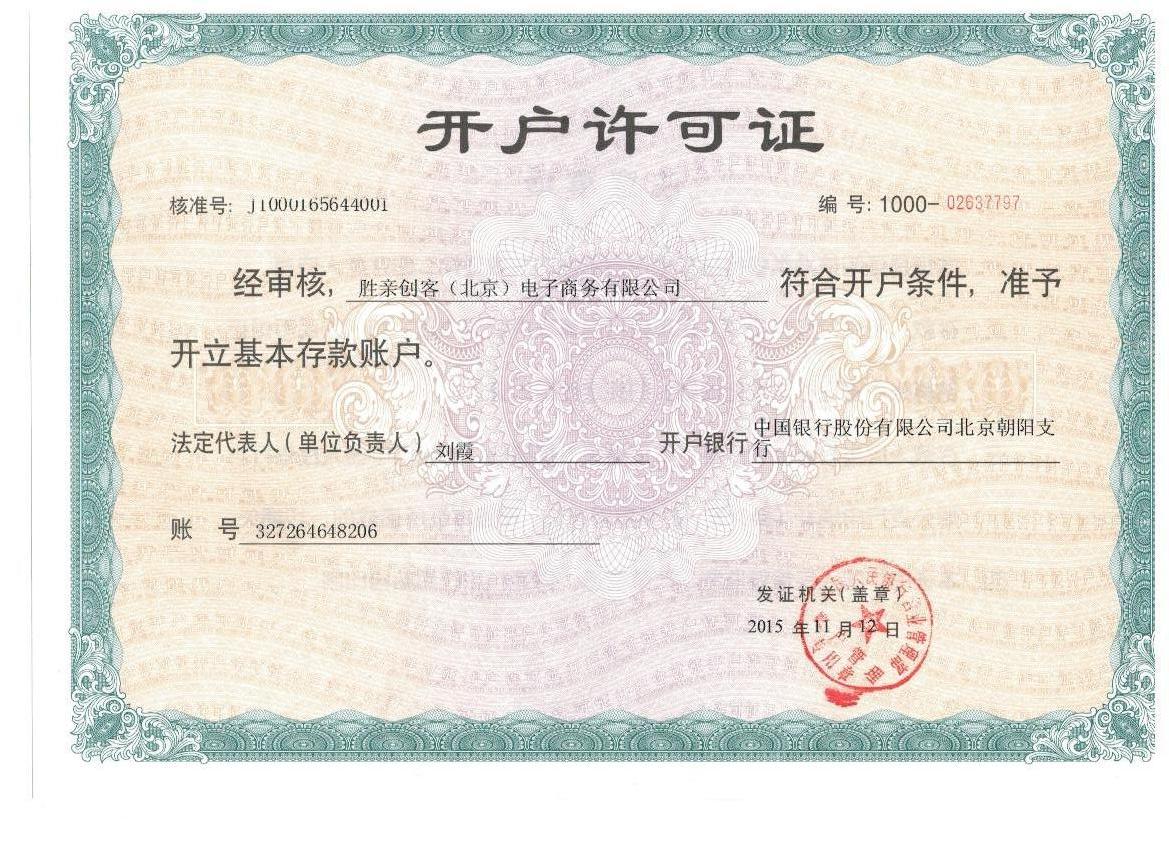 开户许可证
核准号: J1000165644001 编 号: 1000-02637797
经审核, 胜亲创客（北京）电子商务有限公司 符合开户条件, 准予
开立基本存款账户。
法定代表人(单位负责人) 刘霞 开户银行 中国银行股份有限公司北京朝阳支
行
账 号 327264648206
发证机关(盖章)
2015 年11 月12 日